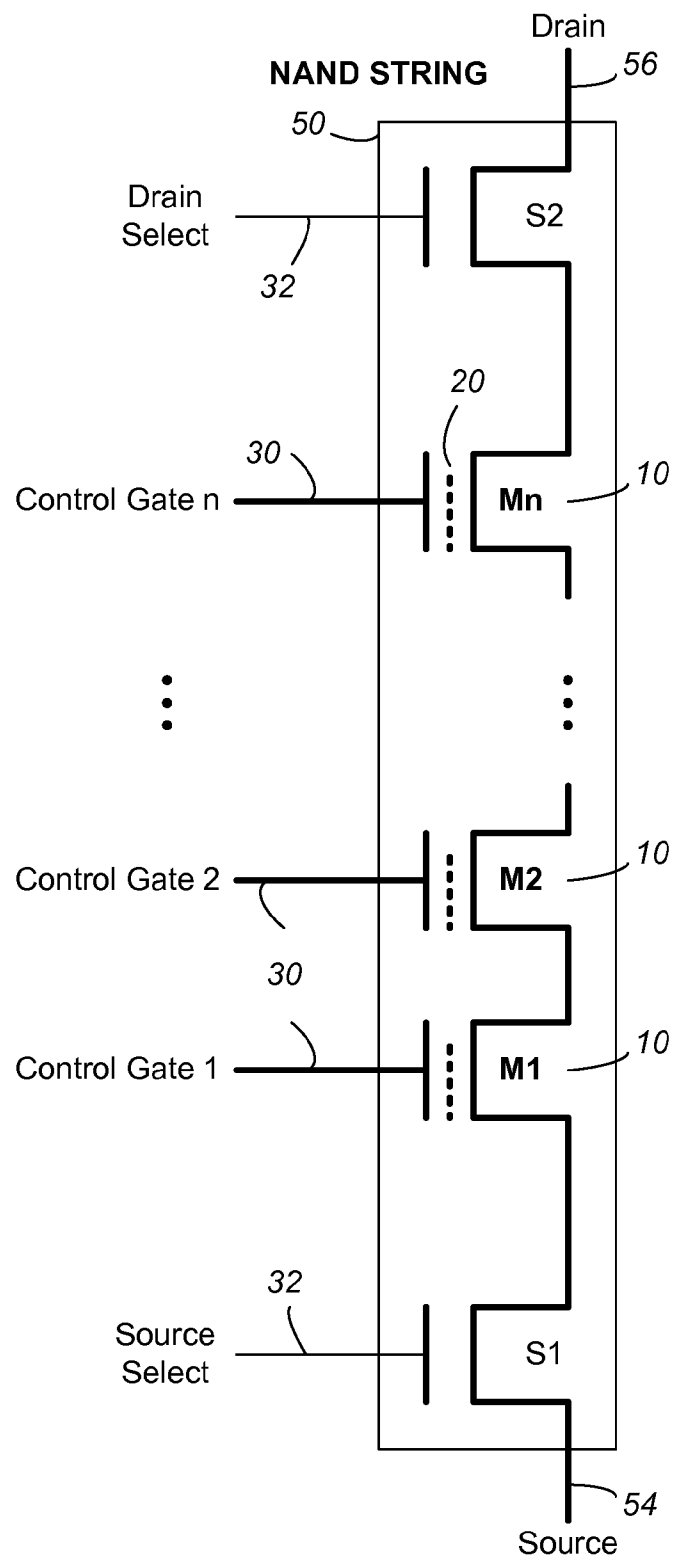 Drain
56
NAND STRING
50
Drain
Select
S2
32
20
30
10
Control Gate n
Mn
10
Control Gate 2
M2
30
10
Control Gate 1
M1
32
Source
Select
S1
54
Source